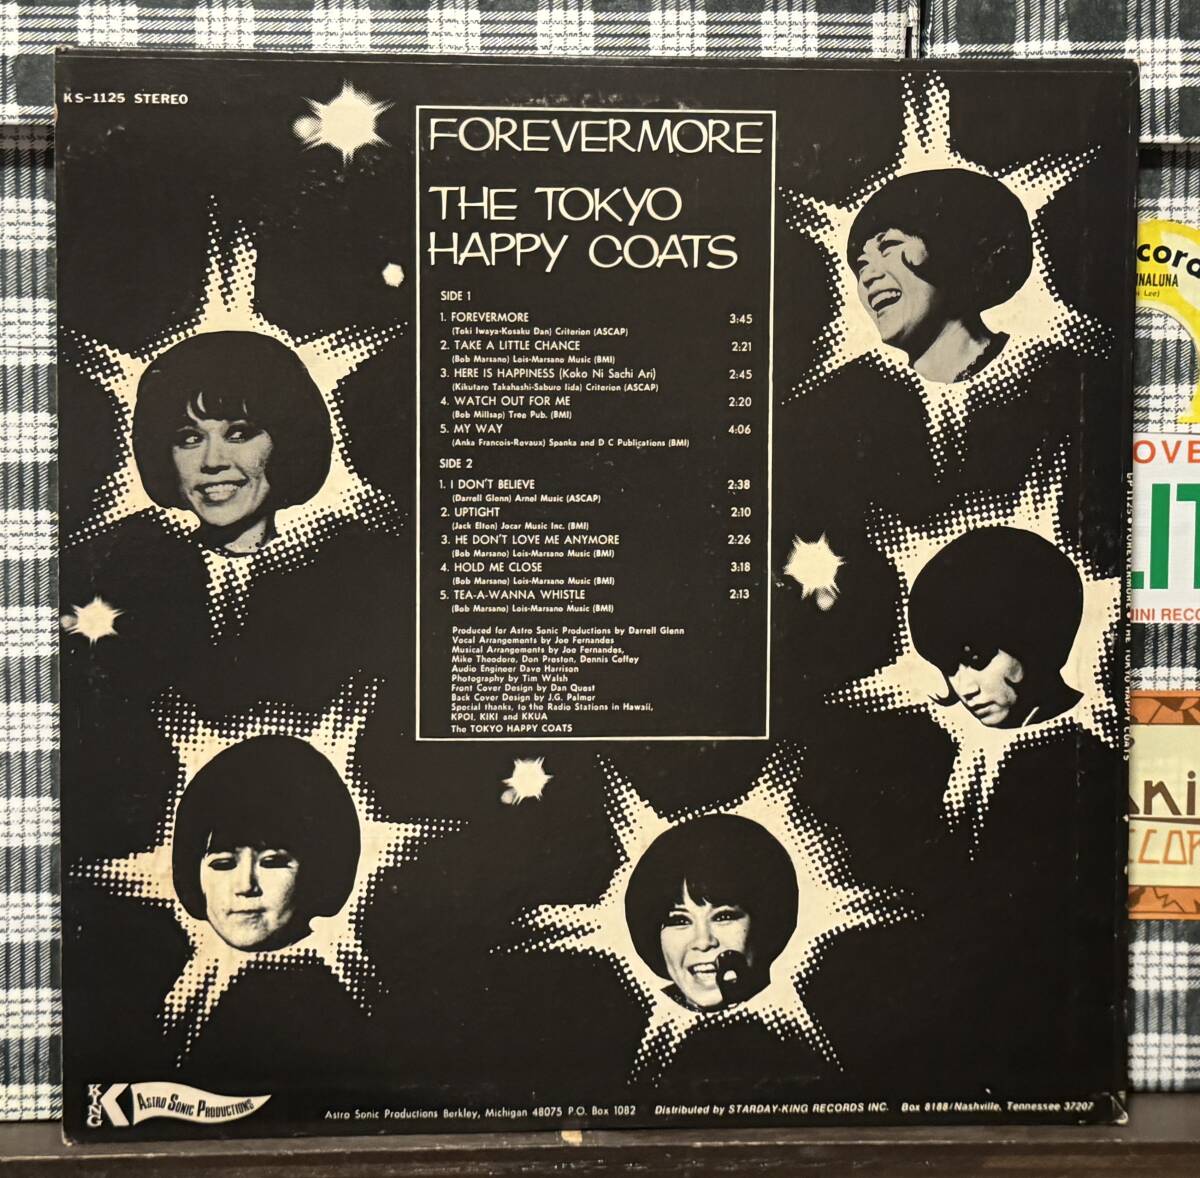 KS-1125 STEREO
FOREVERMORE
THE TOKYO
HAPPY COATS
SIDE 1
1. FOREVERMORE 3:45
(Toki Iwaya-Kosaku Dan) Criterion (ASCAP)
2. TAKE A LITTLE CHANCE 2:21
(Bob Marsano) Lois-Marsano Music (BMI)
3. HERE IS HAPPINESS (Koko Ni Sachi Ari) 2:45
(Kikutaro Takahashi-Saburo Iida) Criterion (ASCAP)
4. WATCH OUT FOR ME 2:20
(Bob Millsap) Tree Pub. (BMI)
5. MY WAY 4:06
(Anka Francois-Revaux) Spanka and D C Publications (BMI)
SIDE 2
1. I DON'T BELIEVE 2:38
(Darrell Glenn) Arnel Music (ASCAP)
2. UPTIGHT 2:10
(Jack Elton) Jocar Music Inc. (BMI)
3. HE DON'T LOVE ME ANYMORE 2:26
(Bob Marsano) Lois-Marsano Music (BMI)
4. HOLD ME CLOSE 3:18
(Bob Marsano) Lois-Marsano Music (BMI)
5. TEA-A-WANNA WHISTLE 2:13
(Bob Marsano) Lois-Marsano Music (BMI)
Produced for Astro Sonic Productions by Darrell Glenn
Vocal Arrangements by Joe Fernandes
Musical Arrangements by Joe Fernandes,
Mike Theodore, Don Preston, Dennis Coffey
Audio Engineer Dave Harrison
Photography by Tim Walsh
Front Cover Design by Dan Quest
Back Cover Design by J.G. Palmer
Special thanks, to the Radio Stations in Hawaii,
KPOI, KIKI and KKUA
The TOKYO HAPPY COATS
KING
K
ASTRO SONIC PRODUCTIONS
Astro Sonic Productions Berkley, Michigan 48075 P.O. Box 1082 Distributed by STARDAY-KING RECORDS INC. Box 8188/Nashville, Tennessee 37207
cord
NALUNA
Lee)
OVE
LIT
INI RECO
ni
COR